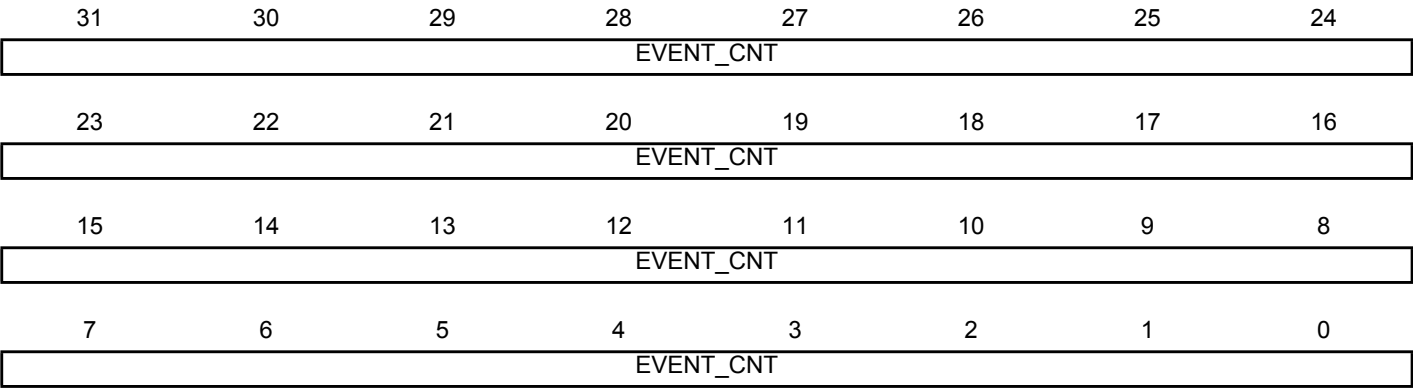 31 30 29 28 27 26 25 24
EVENT_CNT
23 22 21 20 19 18 17 16
EVENT_CNT
15 14 13 12 11 10 9 8
EVENT_CNT
7 6 5 4 3 2 1 0
EVENT_CNT